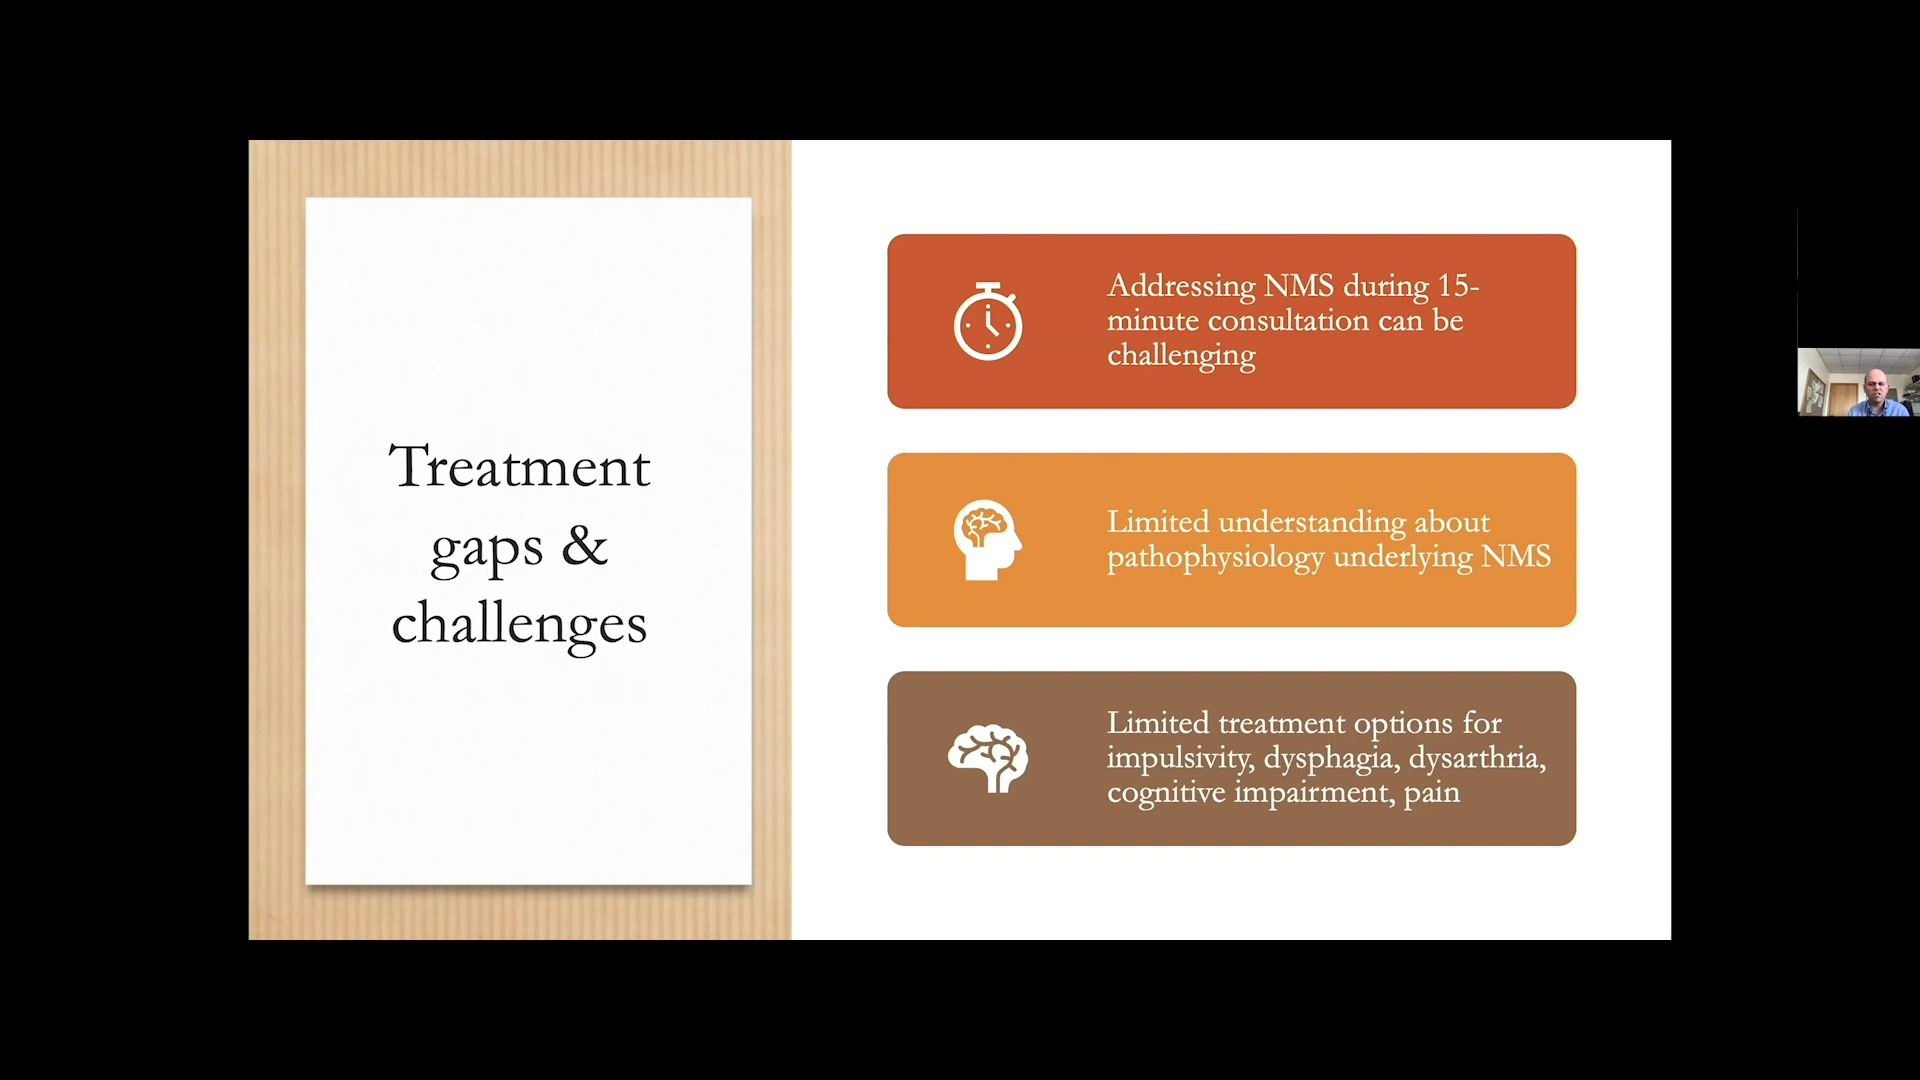 Treatment
gaps &
challenges
Addressing NMS during 15-
minute consultation can be
challenging
Limited understanding about
pathophysiology underlying NMS
Limited treatment options for
impulsivity, dysphagia, dysarthria,
cognitive impairment, pain